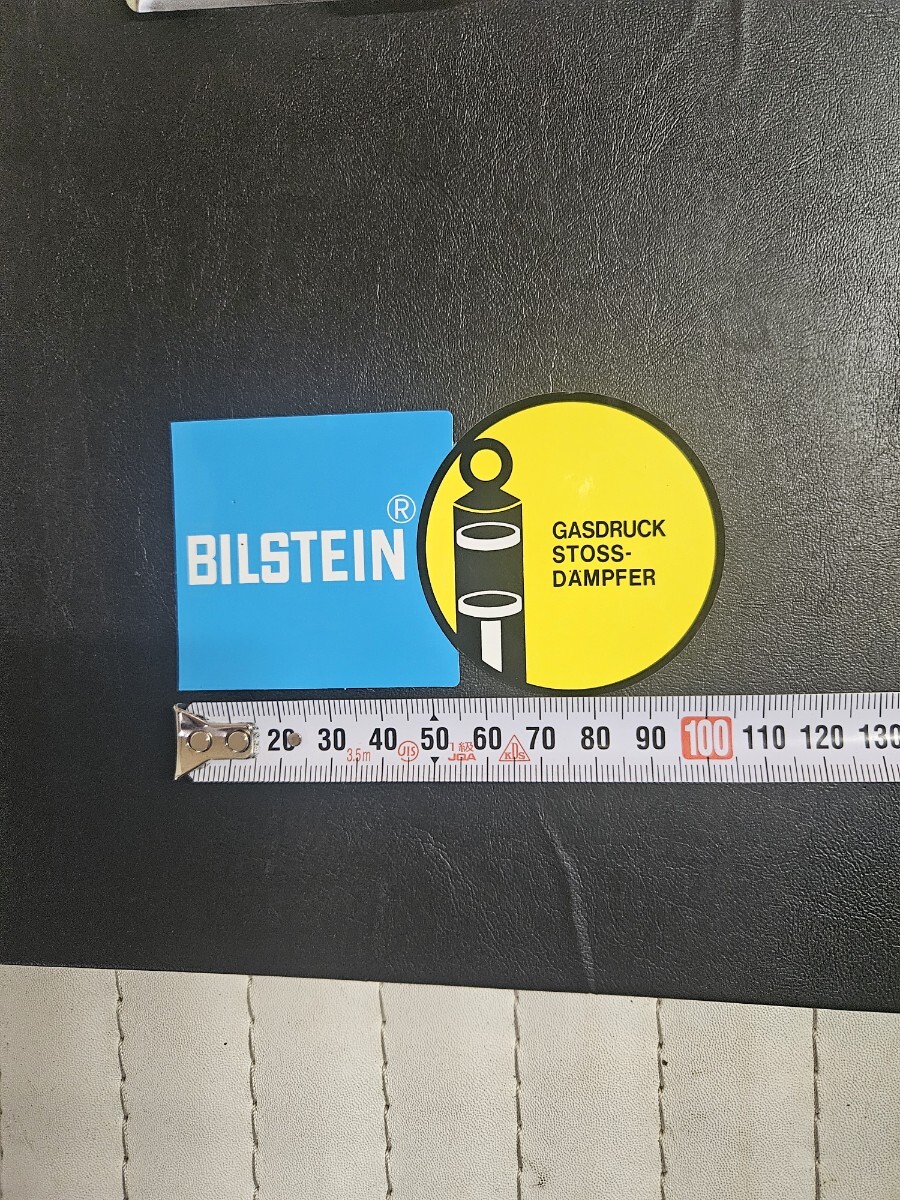 BILSTEIN®
GASDRUCK
STOSS-
DÄMPFER
20 30 40 50 60 70 80 90 100 110 120 130
3.5m JIS 1級 JQA KDS